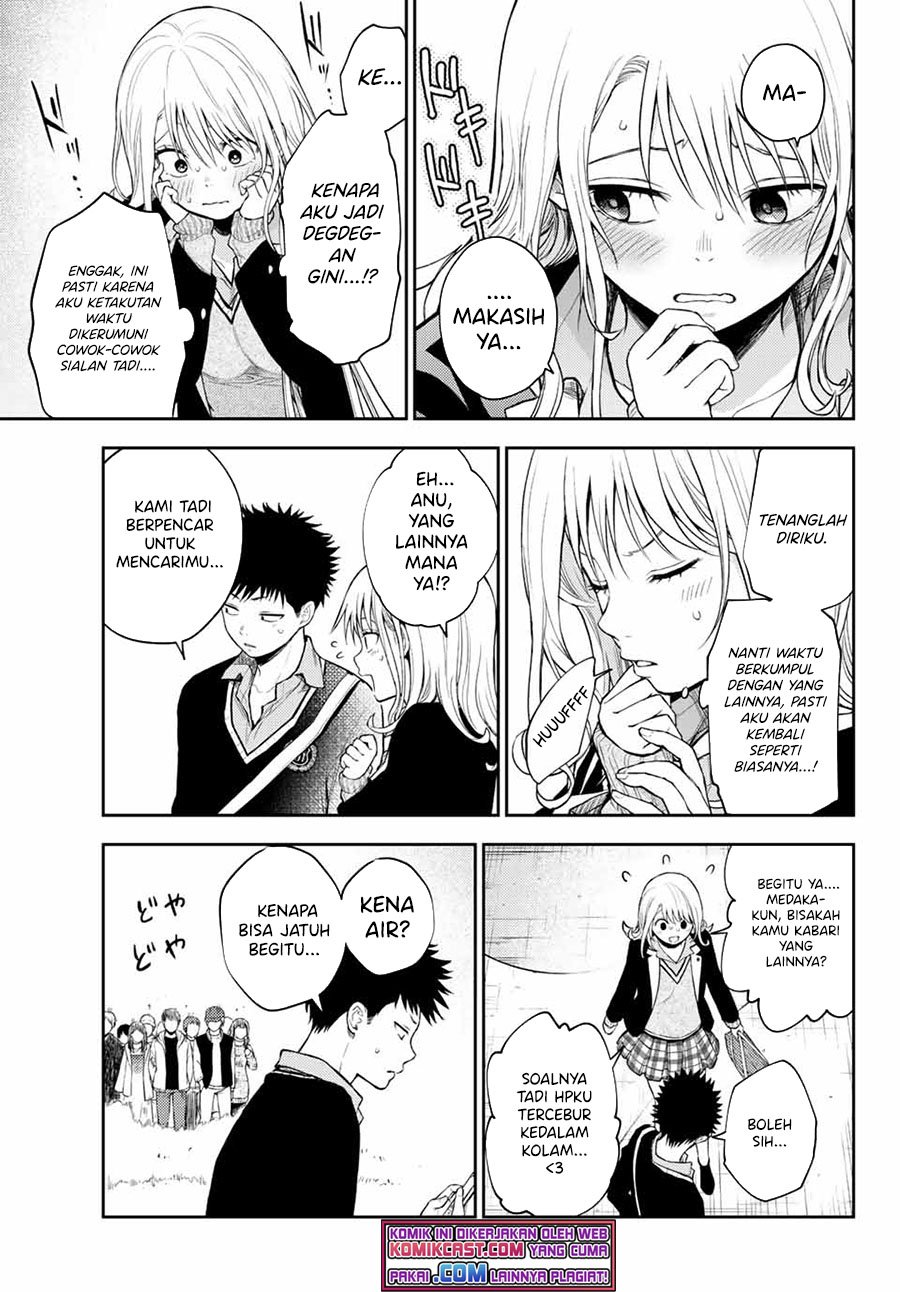 MA-
ドキ
ドキ
....
MAKASIH
YA...
KE...
KENAPA
AKU JADI
DEGDEG-
AN
GINI....!?
ENGGAK, INI
PASTI KARENA
AKU KETAKUTAN
WAKTU
DIKERUMUNI
COWOK-COWOK
SIALAN TADI....
TENANGLAH
DIRIKU.
NANTI WAKTU
BERKUMPUL
DENGAN YANG
LAINNYA, PASTI
AKU AKAN
KEMBALI
SEPERTI
BIASANYA...!
HUUUFFFF
EH...
ANU,
YANG
LAINNYA
MANA
YA!?
KAMI TADI
BERPENCAR
UNTUK
MENCARIMU...
BEGITU YA....
MEDAKA-
KUN, BISAKAH
KAMU KABARI
YANG
LAINNYA?
BOLEH
SIH...
SOALNYA
TADI HPKU
TERCEBUR
KEDALAM
KOLAM...
<3
KENA
AIR?
KENAPA
BISA JATUH
BEGITU...
どや
どや
KOMIK INI DIKERJAKAN OLEH WEB
KOMIKCAST.COM YANG CUMA
PAKAI .COM LAINNYA PLAGIAT!